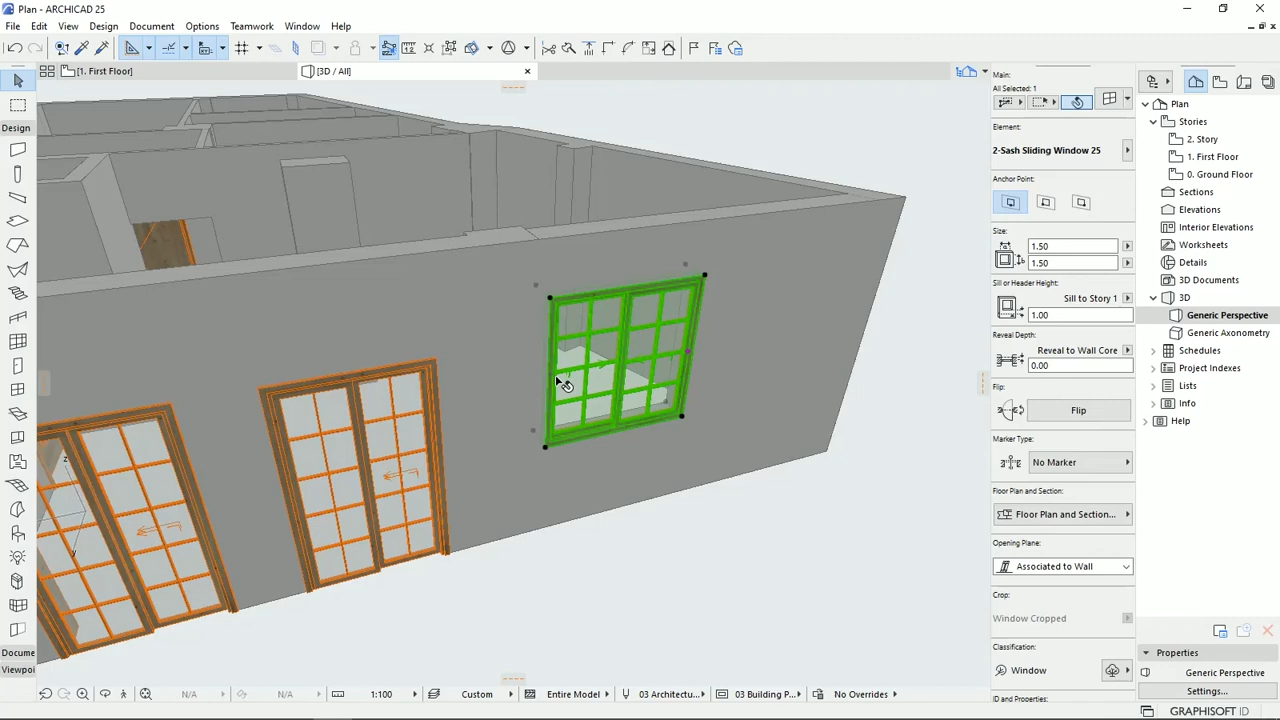 Plan - ARCHICAD 25
File Edit View Design Document Options Teamwork Window Help
[1. First Floor]
[3D / All]
Design
Docume
Viewpoi
z
y
Main:
All Selected: 1
Element:
2-Sash Sliding Window 25
Anchor Point:
Size:
1.50
1.50
Sill or Header Height:
Sill to Story 1
1.00
Reveal Depth:
Reveal to Wall Core
0.00
Flip:
Flip
Marker Type:
No Marker
Floor Plan and Section:
Floor Plan and Section...
Opening Plane:
Associated to Wall
Crop:
Window Cropped
Classification:
Window
ID and Properties:
Plan
Stories
2. Story
1. First Floor
0. Ground Floor
Sections
Elevations
Interior Elevations
Worksheets
Details
3D Documents
3D
Generic Perspective
Generic Axonometry
Schedules
Project Indexes
Lists
Info
Help
Properties
Generic Perspective
Settings...
N/A
N/A
1:100
Custom
Entire Model
03 Architectu...
03 Building P...
No Overrides
GRAPHISOFT ID